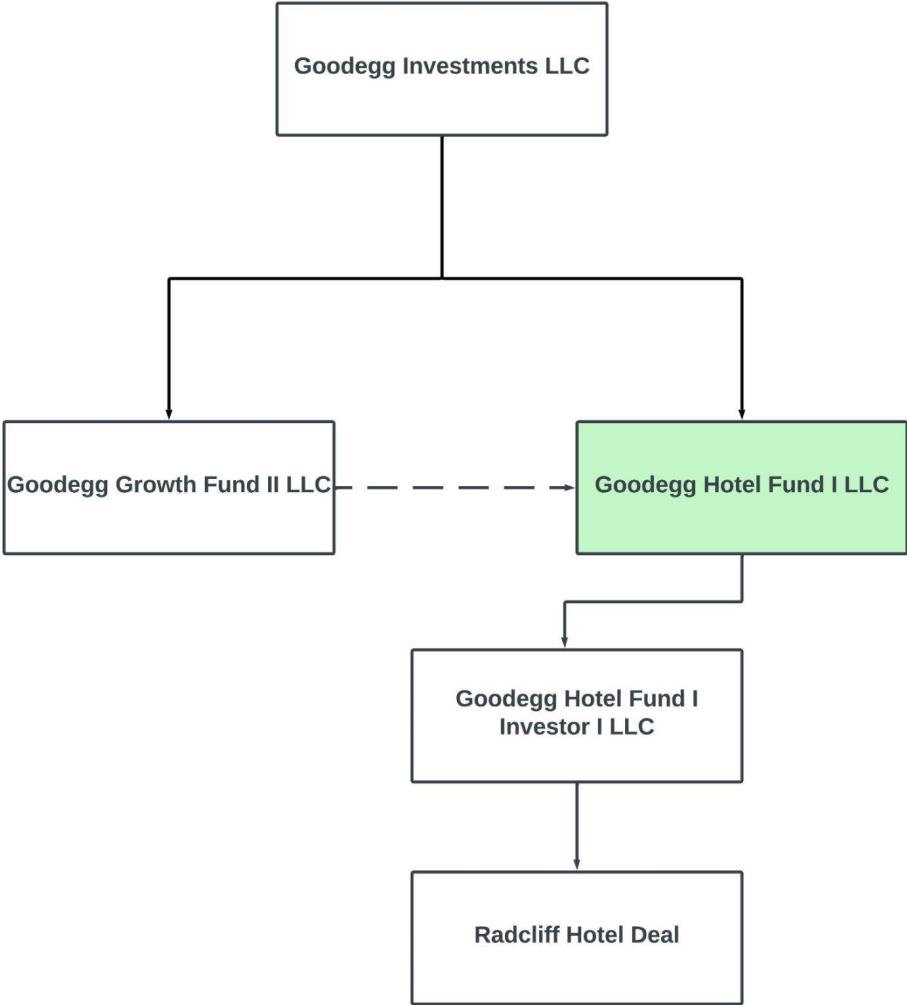 Goodegg Investments LLC
Goodegg Growth Fund II LLC
Goodegg Hotel Fund I LLC
Goodegg Hotel Fund I
Investor I LLC
Radcliff Hotel Deal